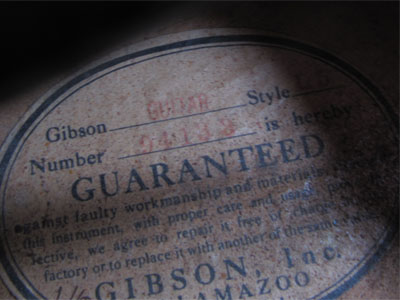 Gibson GUITAR Style
Number is hereby
GUARANTEED
against faulty workmanship and materials.
this instrument, with proper care and usage,
fective, we agree to repair it free of charge
factory or to replace it with another of the same
GIBSON, Inc.
KALAMAZOO